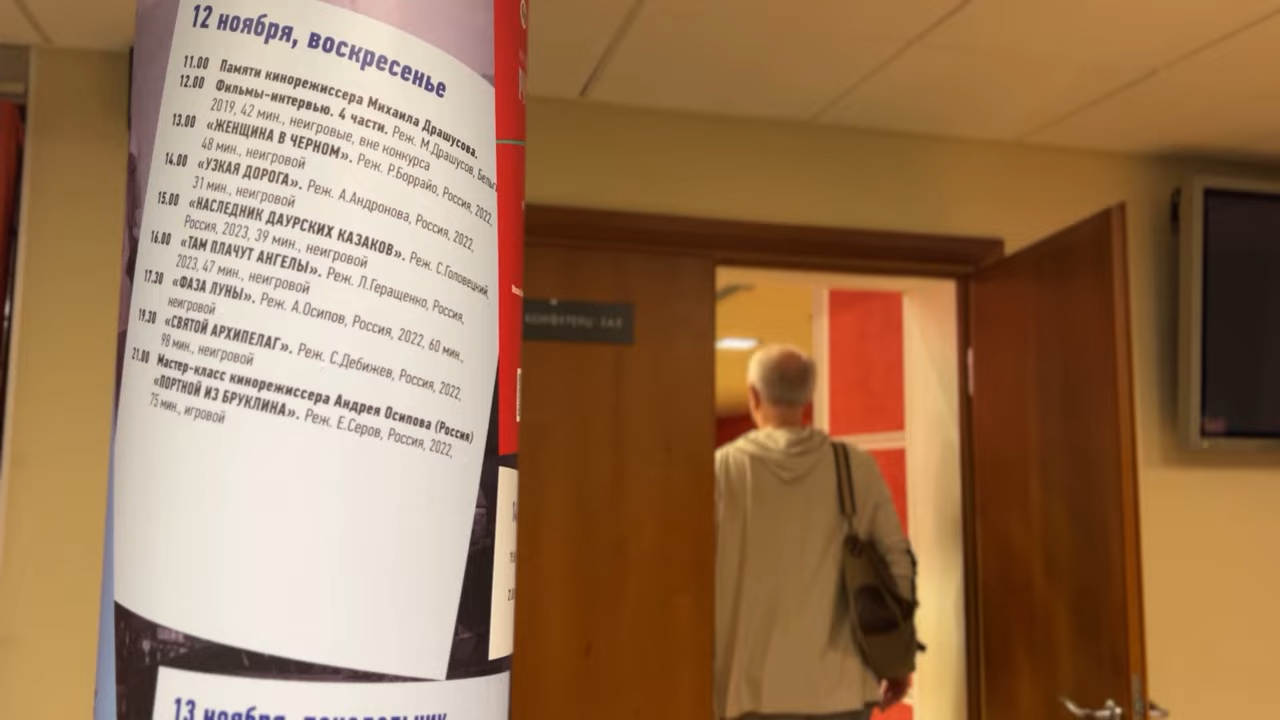 12 ноября, воскресенье
11.00 Памяти кинорежиссера Михаила Драшусова.
12.00 Фильмы-интервью. 4 части. Реж. М.Драшусов, Бельг
2019, 42 мин., неигровые, вне конкурса
13.00 «ЖЕНЩИНА В ЧЕРНОМ». Реж. Р.Боррайо, Россия, 2022,
48 мин., неигровой
14.00 «УЗКАЯ ДОРОГА». Реж. А.Андронова, Россия, 2022,
31 мин., неигровой
15.00 «НАСЛЕДНИК ДАУРСКИХ КАЗАКОВ». Реж. С.Головецкий,
Россия, 2023, 39 мин., неигровой
16.00 «ТАМ ПЛАЧУТ АНГЕЛЫ». Реж. Л.Геращенко, Россия,
2023, 47 мин., неигровой
17.30 «ФАЗА ЛУНЫ». Реж. А.Осипов, Россия, 2022, 60 мин.,
неигровой
19.30 «СВЯТОЙ АРХИПЕЛАГ». Реж. С.Дебижев, Россия, 2022,
98 мин., неигровой
21.00 Мастер-класс кинорежиссера Андрея Осипова (Россия)
«ПОРТНОЙ ИЗ БРУКЛИНА». Реж. Е.Серов, Россия, 2022,
75 мин., игровой
13 ноября, понедельник
КОНФЕРЕНЦ-ЗАЛ